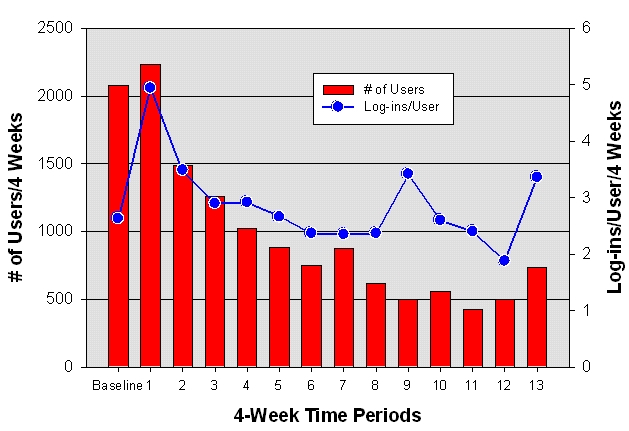 2500
2000
1500
1000
500
0
# of Users/4 Weeks
6
5
4
3
2
1
0
Log-ins/User/4 Weeks
# of Users
Log-ins/User
Baseline 1 2 3 4 5 6 7 8 9 10 11 12 13
4-Week Time Periods